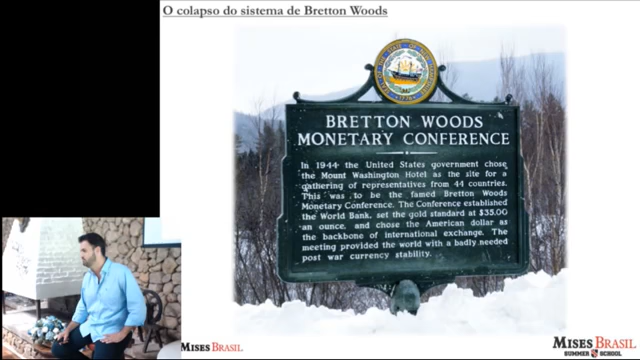 O colapso do sistema de Bretton Woods
BRETTON WOODS
MONETARY CONFERENCE
In 1944 the United States government chose
the Mount Washington Hotel as the site for a
gathering of representatives from 44 countries.
This was to be the famed Bretton Woods
Monetary Conference. The Conference established
the World Bank, set the gold standard at $35.00
an ounce, and chose the American dollar as
the backbone of international exchange. The
meeting provided the world with a badly needed
post war currency stability.
MISES BRASIL
MISES BRASIL
SUMMER SCHOOL